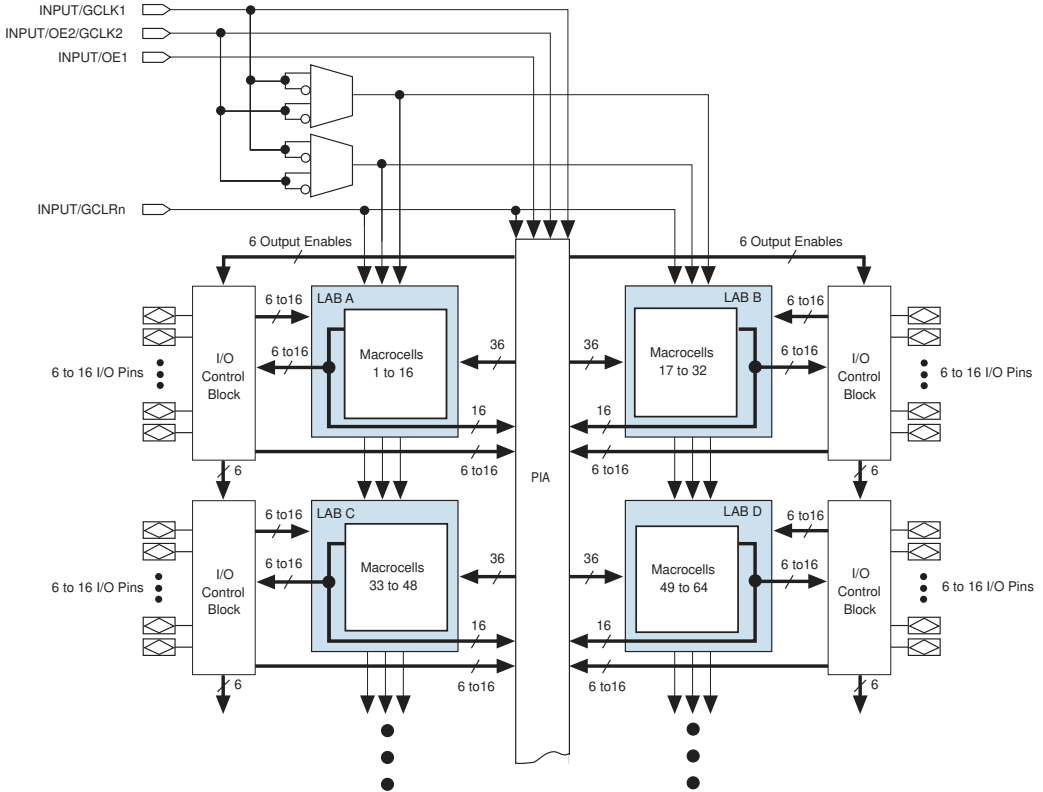 INPUT/GCLK1
INPUT/OE2/GCLK2
INPUT/OE1
INPUT/GCLRn
6 Output Enables
6 Output Enables
LAB A
LAB B
6 to16
6 to16
6 to 16 I/O Pins
I/O
Control
Block
6 to16
Macrocells
1 to 16
36
36
Macrocells
17 to 32
6 to16
I/O
Control
Block
6 to 16 I/O Pins
16
16
6 to16
6 to16
6
6
PIA
LAB C
LAB D
6 to16
6 to16
6 to 16 I/O Pins
I/O
Control
Block
6 to16
Macrocells
33 to 48
36
36
Macrocells
49 to 64
6 to16
I/O
Control
Block
6 to 16 I/O Pins
16
16
6 to16
6 to16
6
6